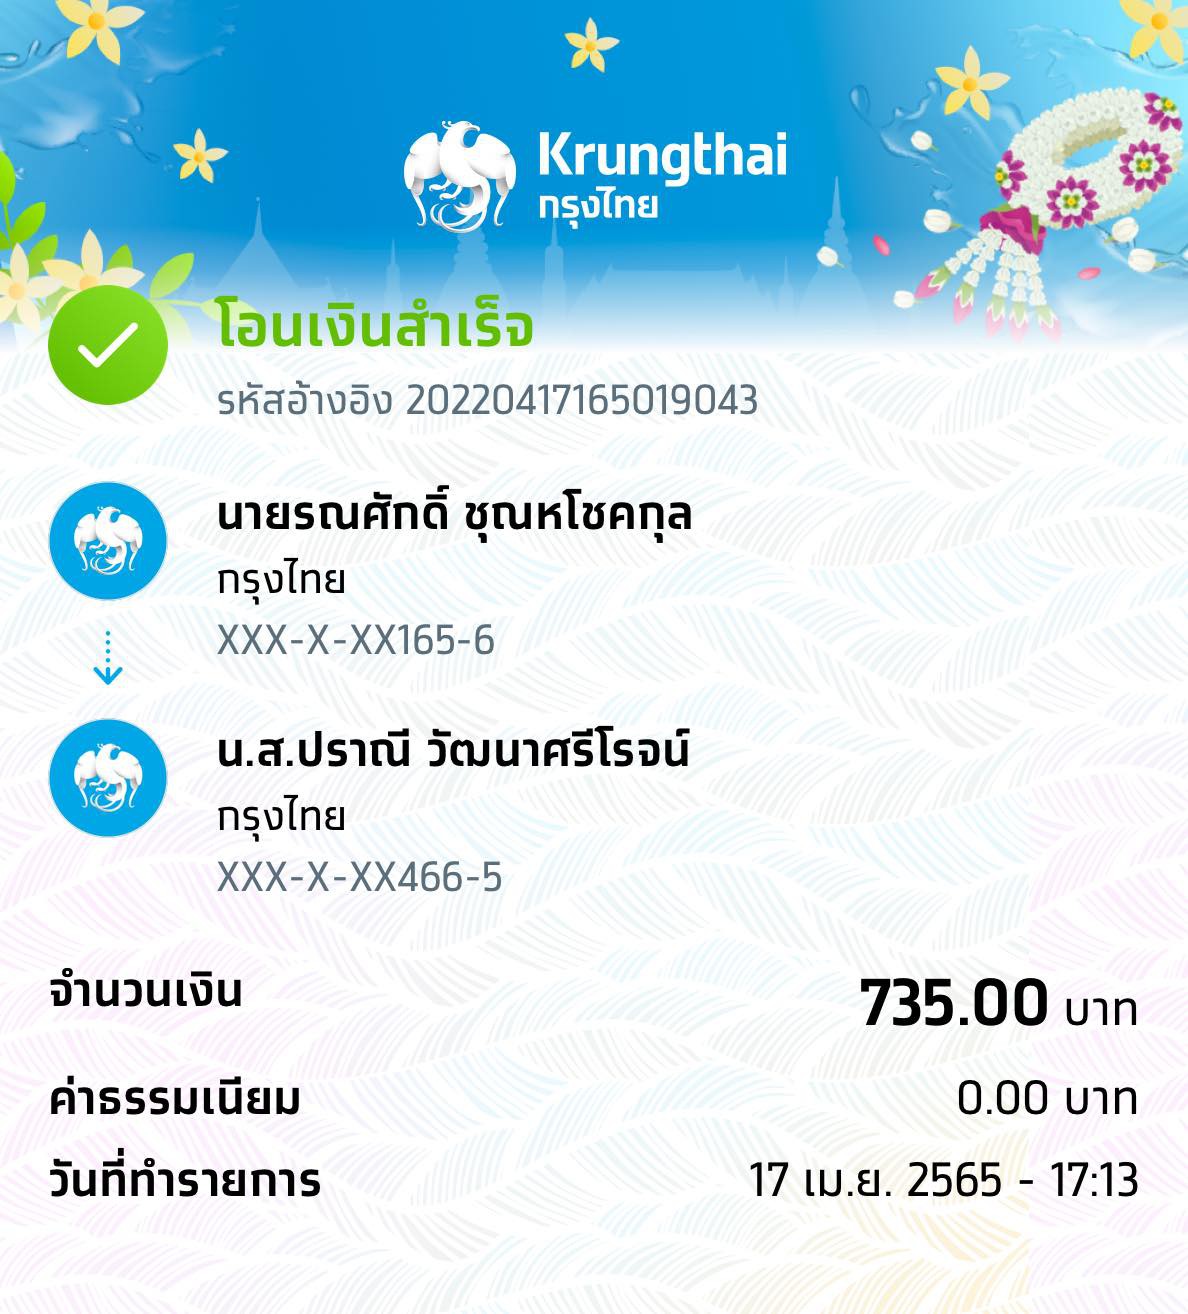 Krungthai
กรุงไทย
โอนเงินสำเร็จ
รหัสอ้างอิง 20220417165019043
นายรณศักดิ์ ชุณหโชคกุล
กรุงไทย
XXX-X-XX165-6
น.ส.ปราณี วัฒนาศรีโรจน์
กรุงไทย
XXX-X-XX466-5
จำนวนเงิน 735.00 บาท
ค่าธรรมเนียม 0.00 บาท
วันที่ทำรายการ 17 เม.ย. 2565 - 17:13